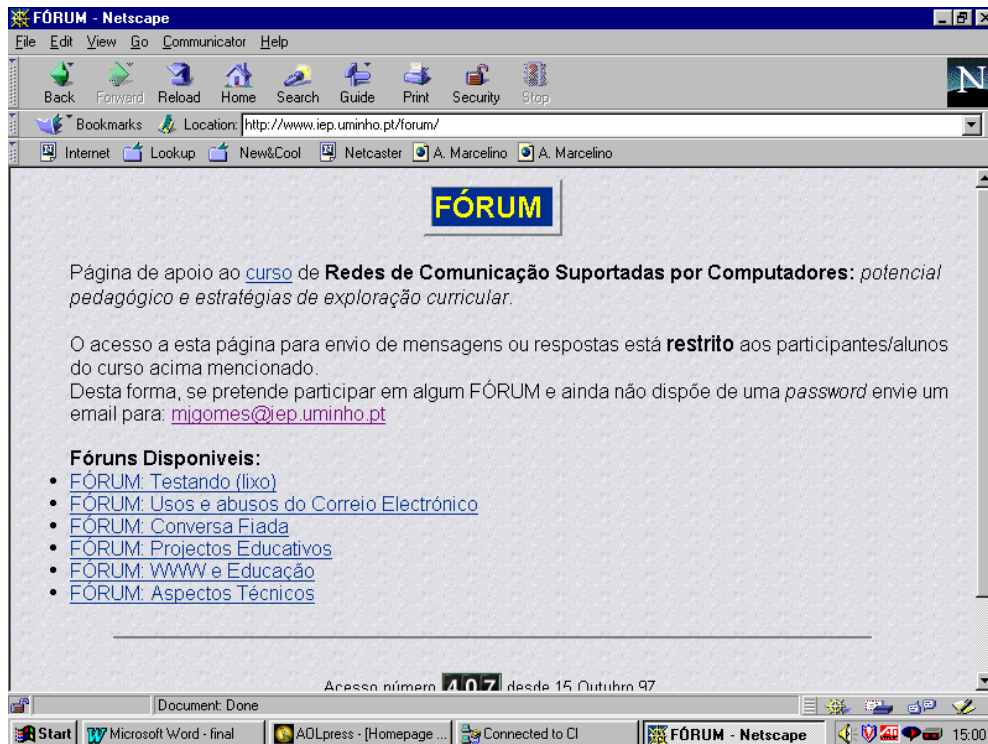 FÓRUM - Netscape
File Edit View Go Communicator Help
Back Forward Reload Home Search Guide Print Security Stop
N
Bookmarks Location: http://www.iep.uminho.pt/forum/
Internet Lookup New&Cool Netcaster A. Marcelino A. Marcelino
FÓRUM
Página de apoio ao curso de Redes de Comunicação Suportadas por Computadores: potencial
pedagógico e estratégias de exploração curricular.
O acesso a esta página para envio de mensagens ou respostas está restrito aos participantes/alunos
do curso acima mencionado.
Desta forma, se pretende participar em algum FÓRUM e ainda não dispõe de uma password envie um
email para: mjgomes@iep.uminho.pt
Fóruns Disponiveis:
FÓRUM: Testando (lixo)
FÓRUM: Usos e abusos do Correio Electrónico
FÓRUM: Conversa Fiada
FÓRUM: Projectos Educativos
FÓRUM: WWW e Educação
FÓRUM: Aspectos Técnicos
Acesso número 407 desde 15 Outubro 97
Document: Done
Start Microsoft Word - final AOLpress - [Homepage ... Connected to CI FÓRUM - Netscape 15:00